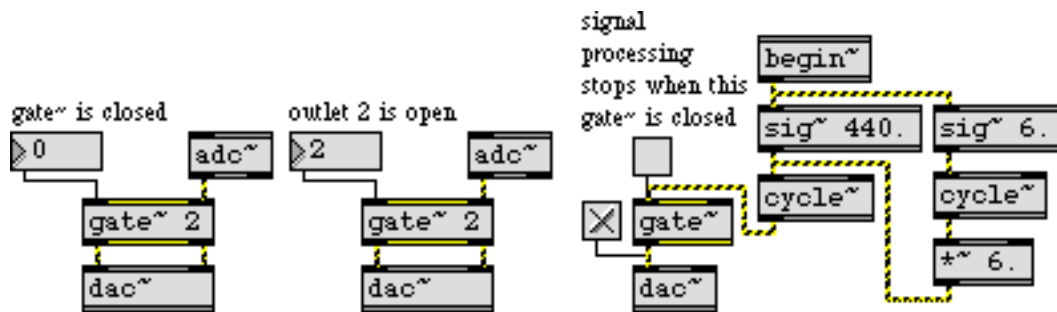 gate~ is closed
0
adc~
gate~ 2
dac~
outlet 2 is open
2
adc~
gate~ 2
dac~
signal
processing
stops when this
gate~ is closed
gate~
dac~
begin~
sig~ 440.
cycle~
sig~ 6.
cycle~
*~ 6.